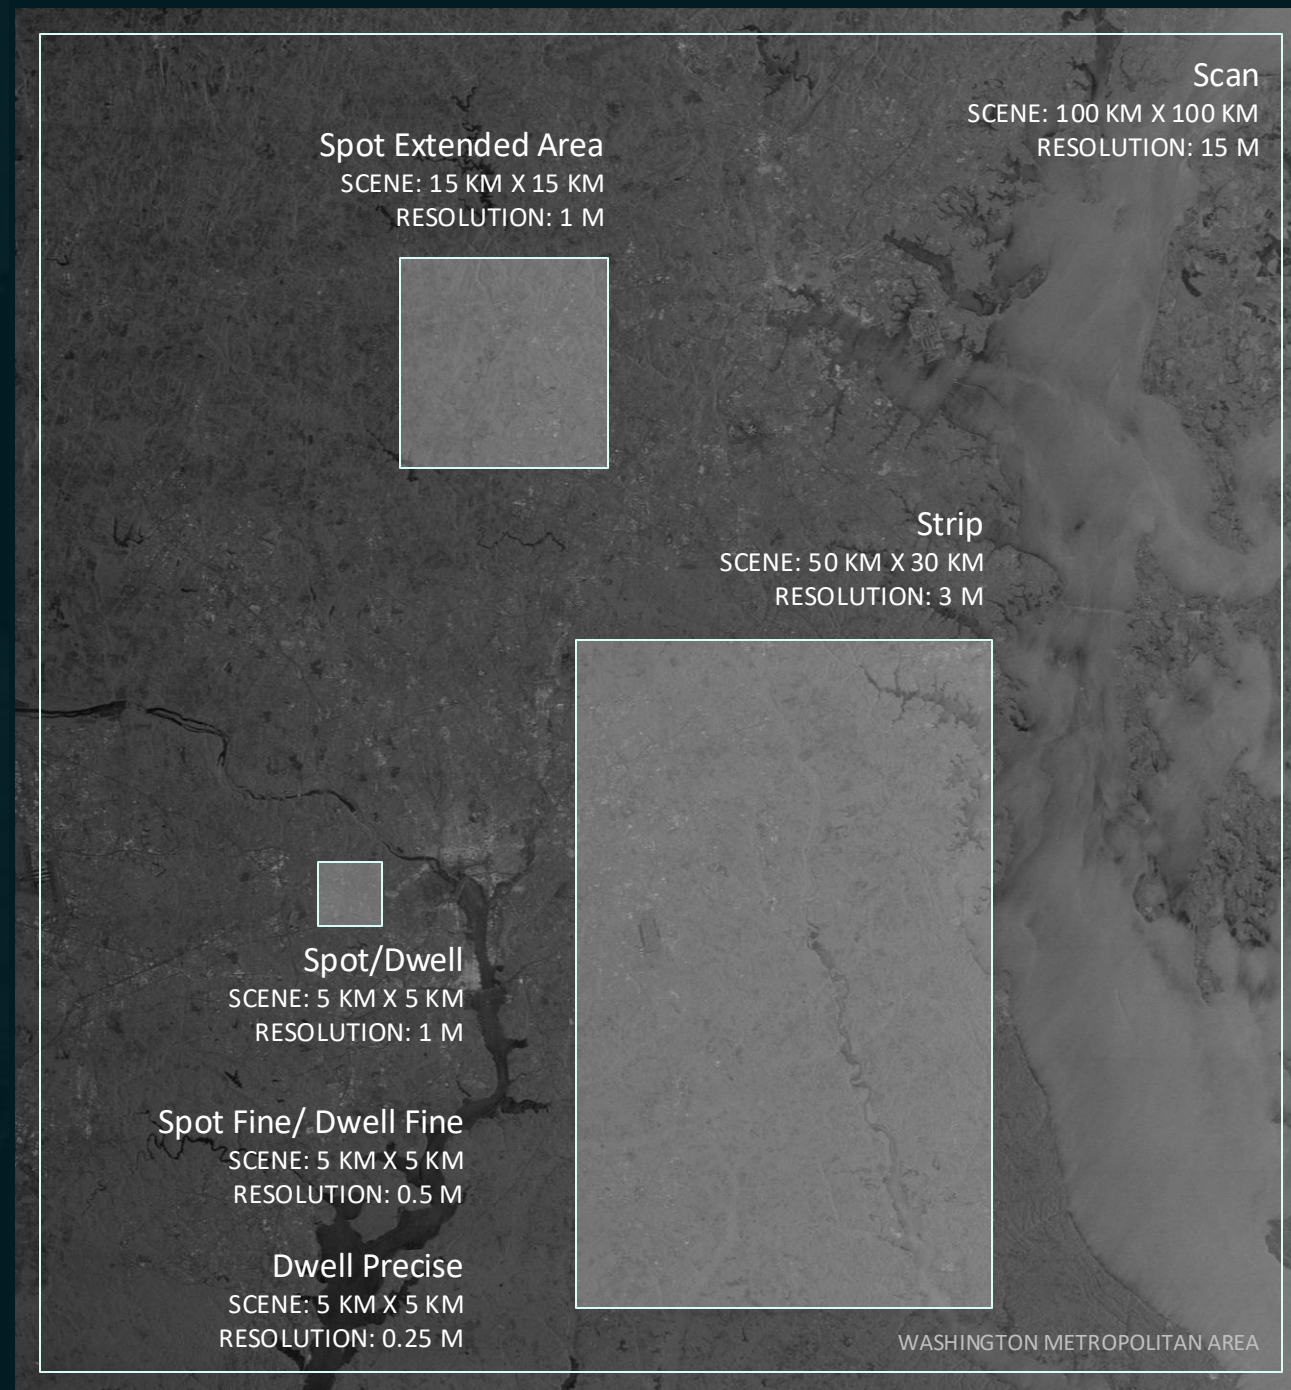 Scan
SCENE: 100 KM X 100 KM
RESOLUTION: 15 M
Spot Extended Area
SCENE: 15 KM X 15 KM
RESOLUTION: 1 M
Strip
SCENE: 50 KM X 30 KM
RESOLUTION: 3 M
Spot/Dwell
SCENE: 5 KM X 5 KM
RESOLUTION: 1 M
Spot Fine/ Dwell Fine
SCENE: 5 KM X 5 KM
RESOLUTION: 0.5 M
Dwell Precise
SCENE: 5 KM X 5 KM
RESOLUTION: 0.25 M
WASHINGTON METROPOLITAN AREA